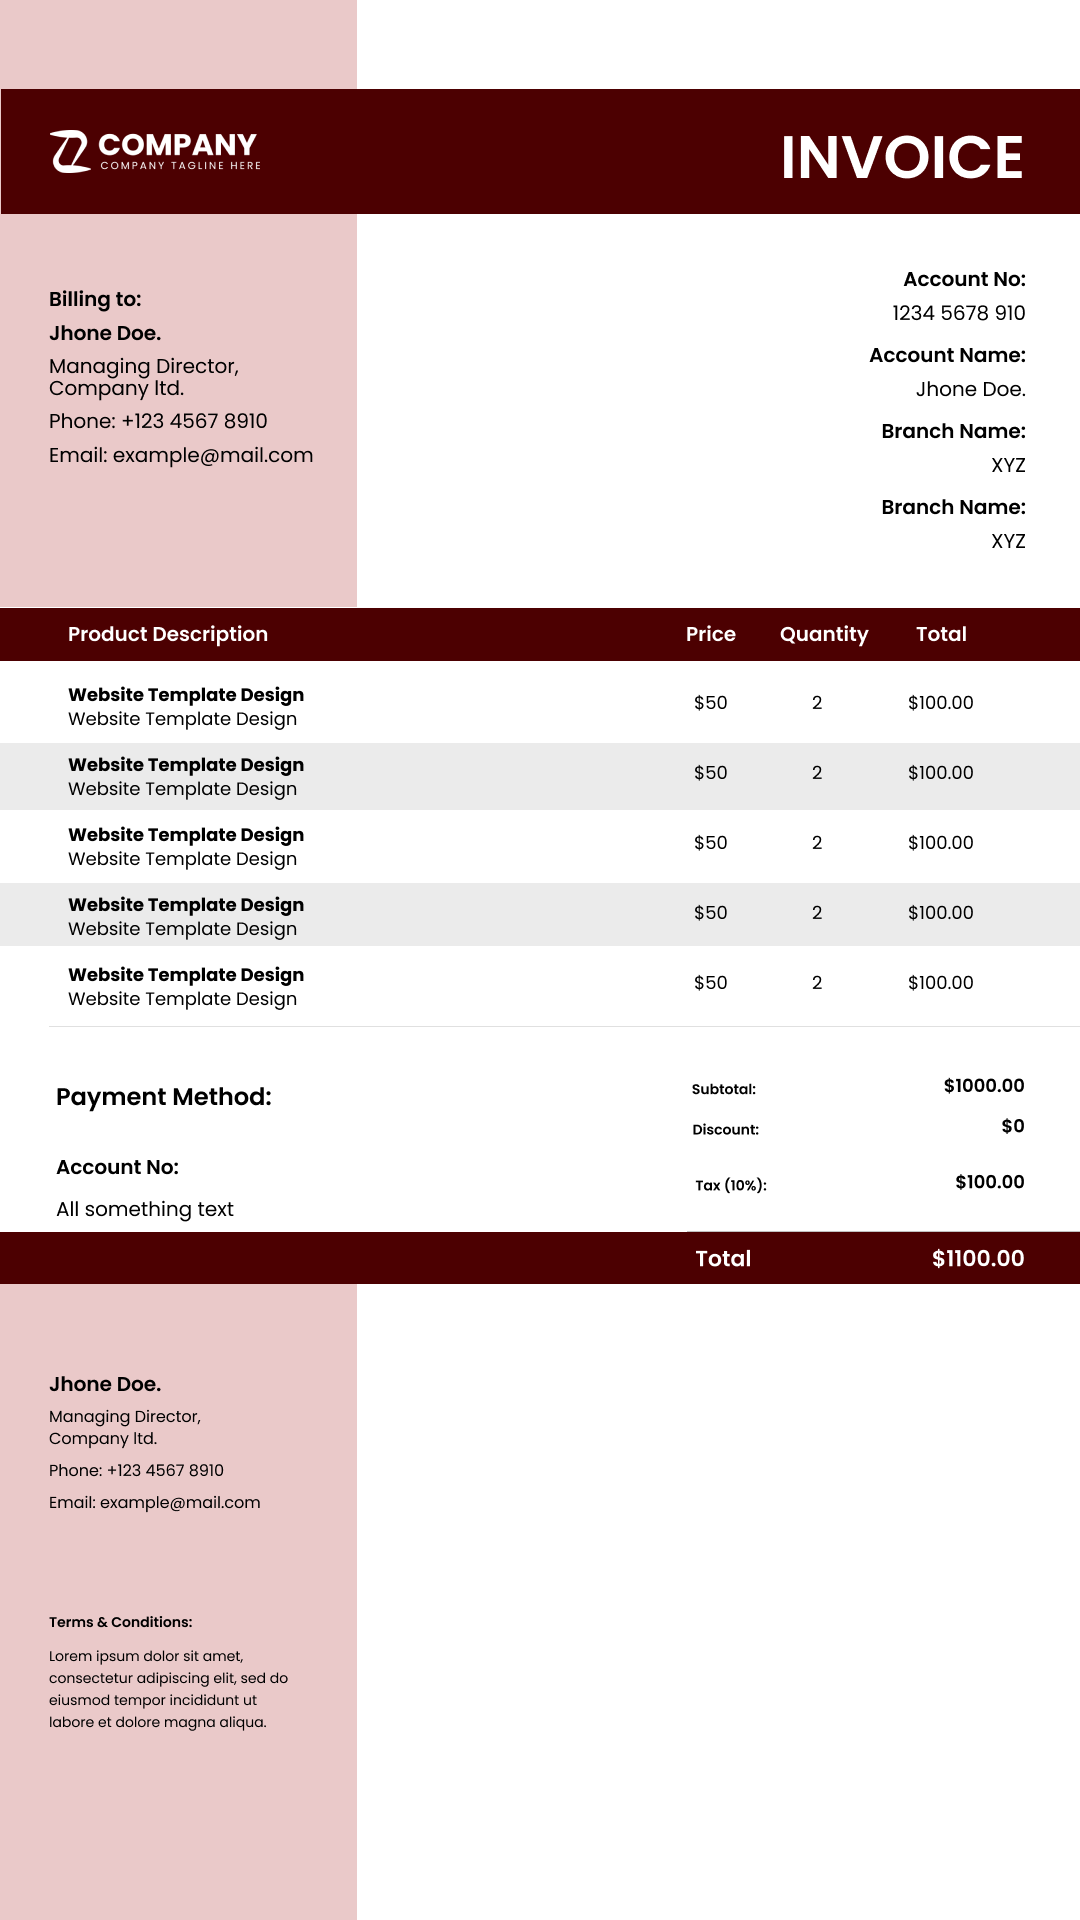 COMPANY
COMPANY TAGLINE HERE
INVOICE
Billing to:
Jhone Doe.
Managing Director,
Company ltd.
Phone: +123 4567 8910
Email: example@mail.com
Account No:
1234 5678 910
Account Name:
Jhone Doe.
Branch Name:
XYZ
Branch Name:
XYZ
Product Description Price Quantity Total
Website Template Design
Website Template Design
$50 2 $100.00
Website Template Design
Website Template Design
$50 2 $100.00
Website Template Design
Website Template Design
$50 2 $100.00
Website Template Design
Website Template Design
$50 2 $100.00
Website Template Design
Website Template Design
$50 2 $100.00
Payment Method:
Account No:
All something text
Subtotal: $1000.00
Discount: $0
Tax (10%): $100.00
Total $1100.00
Jhone Doe.
Managing Director,
Company ltd.
Phone: +123 4567 8910
Email: example@mail.com
Terms & Conditions:
Lorem ipsum dolor sit amet,
consectetur adipiscing elit, sed do
eiusmod tempor incididunt ut
labore et dolore magna aliqua.